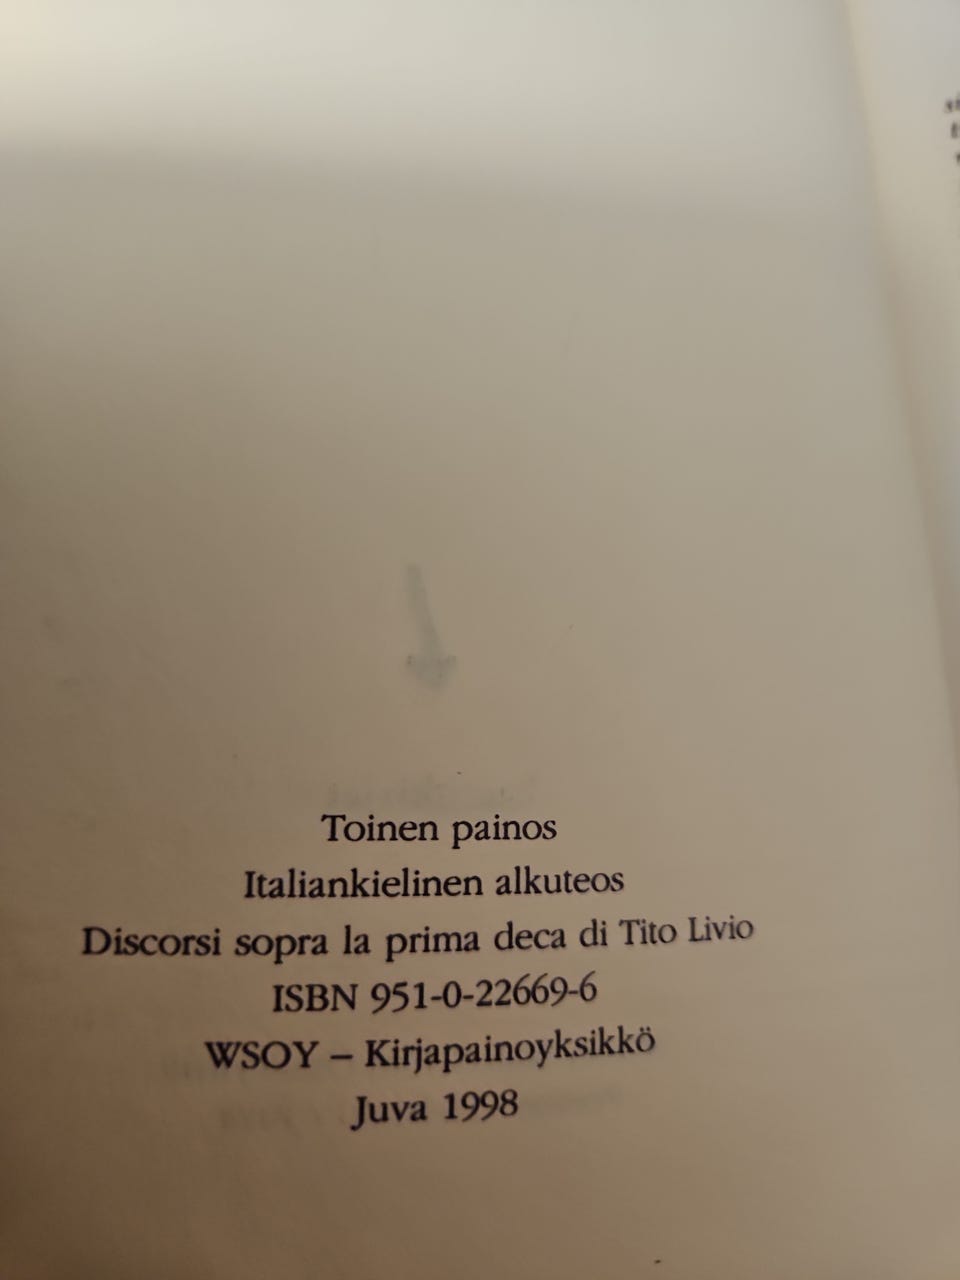 Toinen painos
Italiankielinen alkuteos
Discorsi sopra la prima deca di Tito Livio
ISBN 951-0-22669-6
WSOY – Kirjapainoyksikkö
Juva 1998